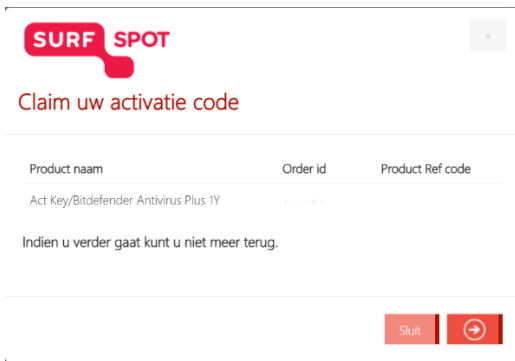 SURF SPOT
×
Claim uw activatie code
Product naam Order id Product Ref code
Act Key/Bitdefender Antivirus Plus 1Y
Indien u verder gaat kunt u niet meer terug.
Sluit